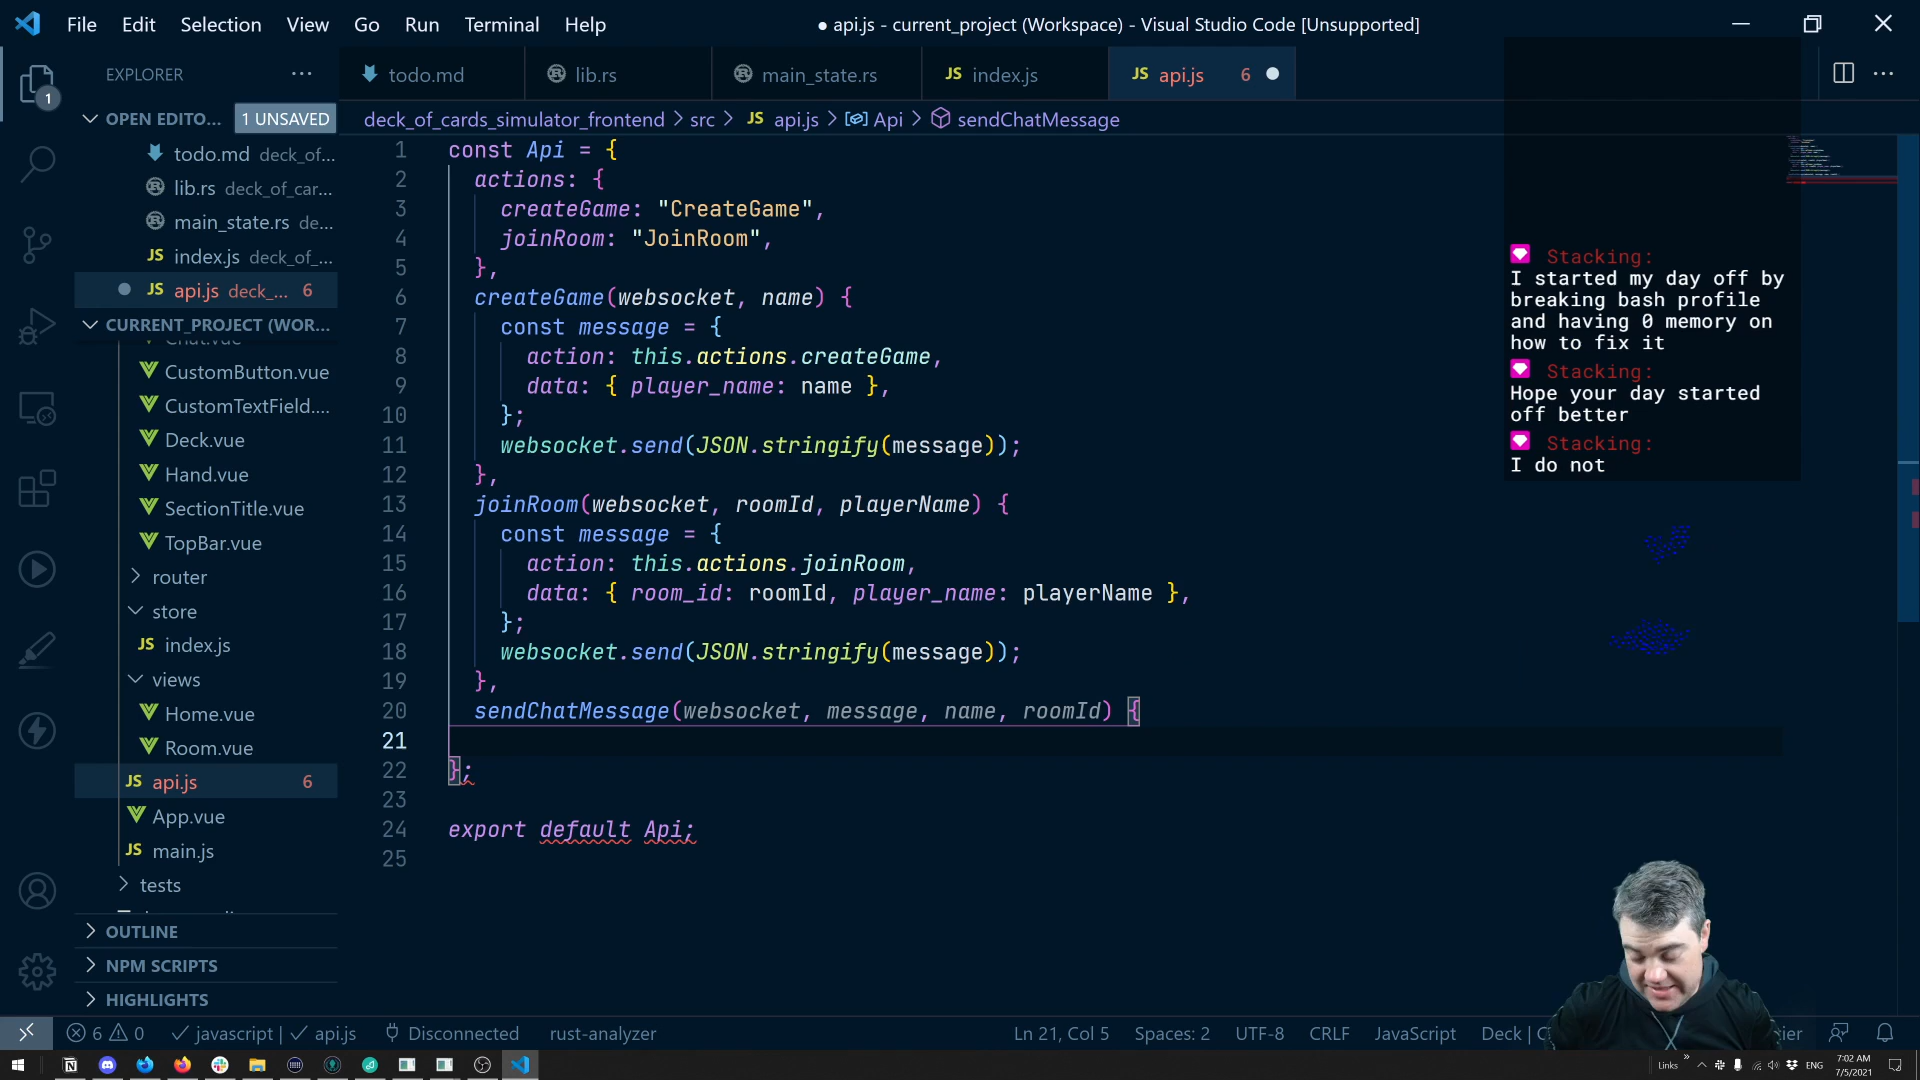 File Edit Selection View Go Run Terminal Help
● api.js - current_project (Workspace) - Visual Studio Code [Unsupported]
EXPLORER ···
todo.md
lib.rs
main_state.rs
JS index.js
JS api.js 6
1
OPEN EDITO... 1 UNSAVED
deck_of_cards_simulator_frontend > src > JS api.js > Api > sendChatMessage
todo.md deck_of...
lib.rs deck_of_car...
main_state.rs de...
JS index.js deck_of_...
JS api.js deck_... 6
CURRENT_PROJECT (WOR...
Chat.vue
CustomButton.vue
CustomTextField....
Deck.vue
Hand.vue
SectionTitle.vue
TopBar.vue
router
store
JS index.js
views
Home.vue
Room.vue
JS api.js 6
App.vue
JS main.js
tests
OUTLINE
NPM SCRIPTS
HIGHLIGHTS
1 const Api = {
2 actions: {
3 createGame: "CreateGame",
4 joinRoom: "JoinRoom",
5 },
6 createGame(websocket, name) {
7 const message = {
8 action: this.actions.createGame,
9 data: { player_name: name },
10 };
11 websocket.send(JSON.stringify(message));
12 },
13 joinRoom(websocket, roomId, playerName) {
14 const message = {
15 action: this.actions.joinRoom,
16 data: { room_id: roomId, player_name: playerName },
17 };
18 websocket.send(JSON.stringify(message));
19 },
20 sendChatMessage(websocket, message, name, roomId) {
21
22 };
23
24 export default Api;
25
Stacking:
I started my day off by
breaking bash profile
and having 0 memory on
how to fix it
Stacking:
Hope your day started
off better
Stacking:
I do not
6 0 javascript | api.js Disconnected rust-analyzer
Ln 21, Col 5 Spaces: 2 UTF-8 CRLF JavaScript Deck | C
ier
Links » ENG 7:02 AM
7/5/2021